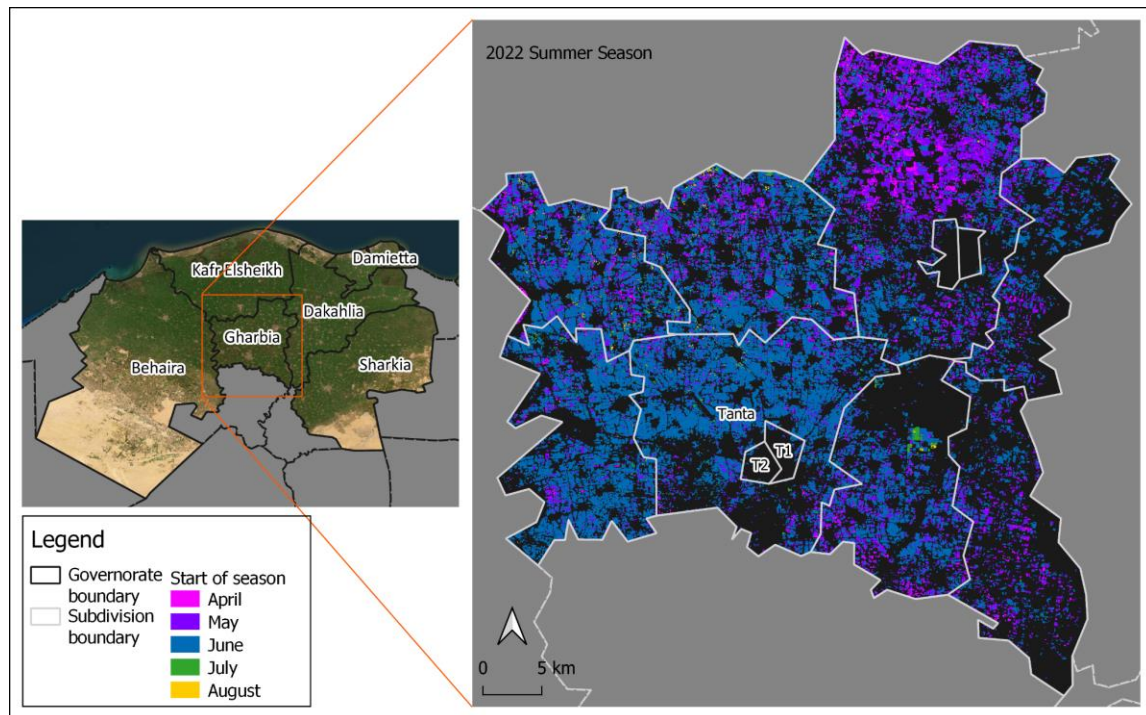 2022 Summer Season
Kafr Elsheikh
Damietta
Dakahlia
Gharbia
Behaira
Sharkia
Tanta
T1
T2
Legend
Governorate
boundary
Subdivision
boundary
Start of season
April
May
June
July
August
0 5 km